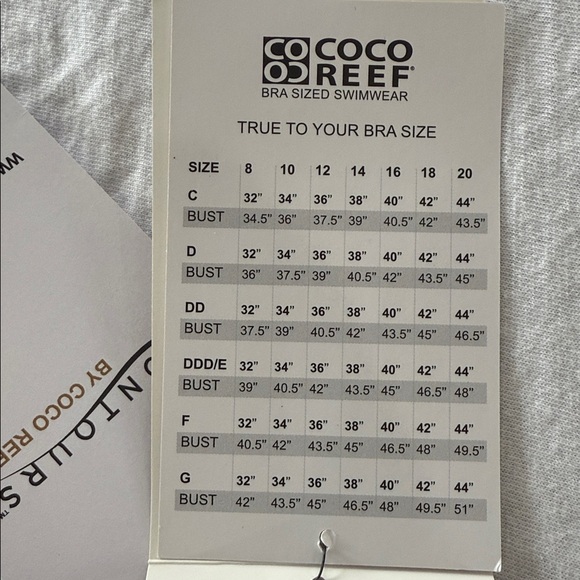 COCO
REEF®
BRA SIZED SWIMWEAR
TRUE TO YOUR BRA SIZE
SIZE 8 10 12 14 16 18 20
C 32” 34” 36” 38” 40” 42” 44”
BUST 34.5” 36” 37.5” 39” 40.5” 42” 43.5”
D 32” 34” 36” 38” 40” 42” 44”
BUST 36” 37.5” 39” 40.5” 42” 43.5” 45”
DD 32” 34” 36” 38” 40” 42” 44”
BUST 37.5” 39” 40.5” 42” 43.5” 45” 46.5”
DDD/E 32” 34” 36” 38” 40” 42” 44”
BUST 39” 40.5” 42” 43.5” 45” 46.5” 48”
F 32” 34” 36” 38” 40” 42” 44”
BUST 40.5” 42” 43.5” 45” 46.5” 48” 49.5”
G 32” 34” 36” 38” 40” 42” 44”
BUST 42” 43.5” 45” 46.5” 48” 49.5” 51”
ONTOURS™
BY COCO REE